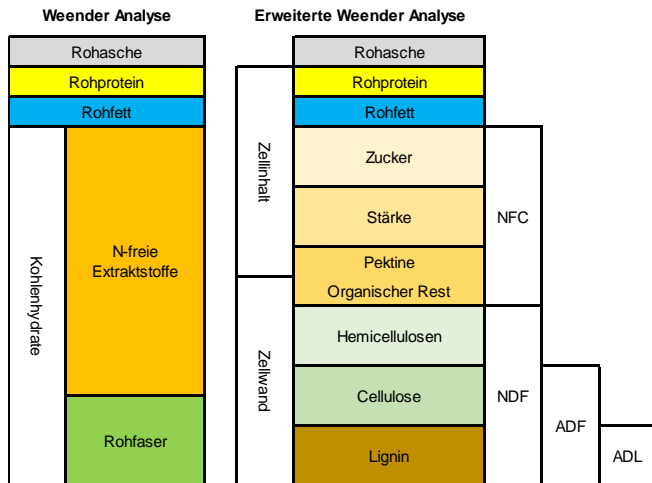 Weender Analyse
Erweiterte Weender Analyse
Rohasche
Rohprotein
Rohfett
Kohlenhydrate
N-freie
Extraktstoffe
Rohfaser
Zellinhalt
Zellwand
Rohasche
Rohprotein
Rohfett
Zucker
Stärke
Pektine
Organischer Rest
Hemicellulosen
Cellulose
Lignin
NFC
NDF
ADF
ADL